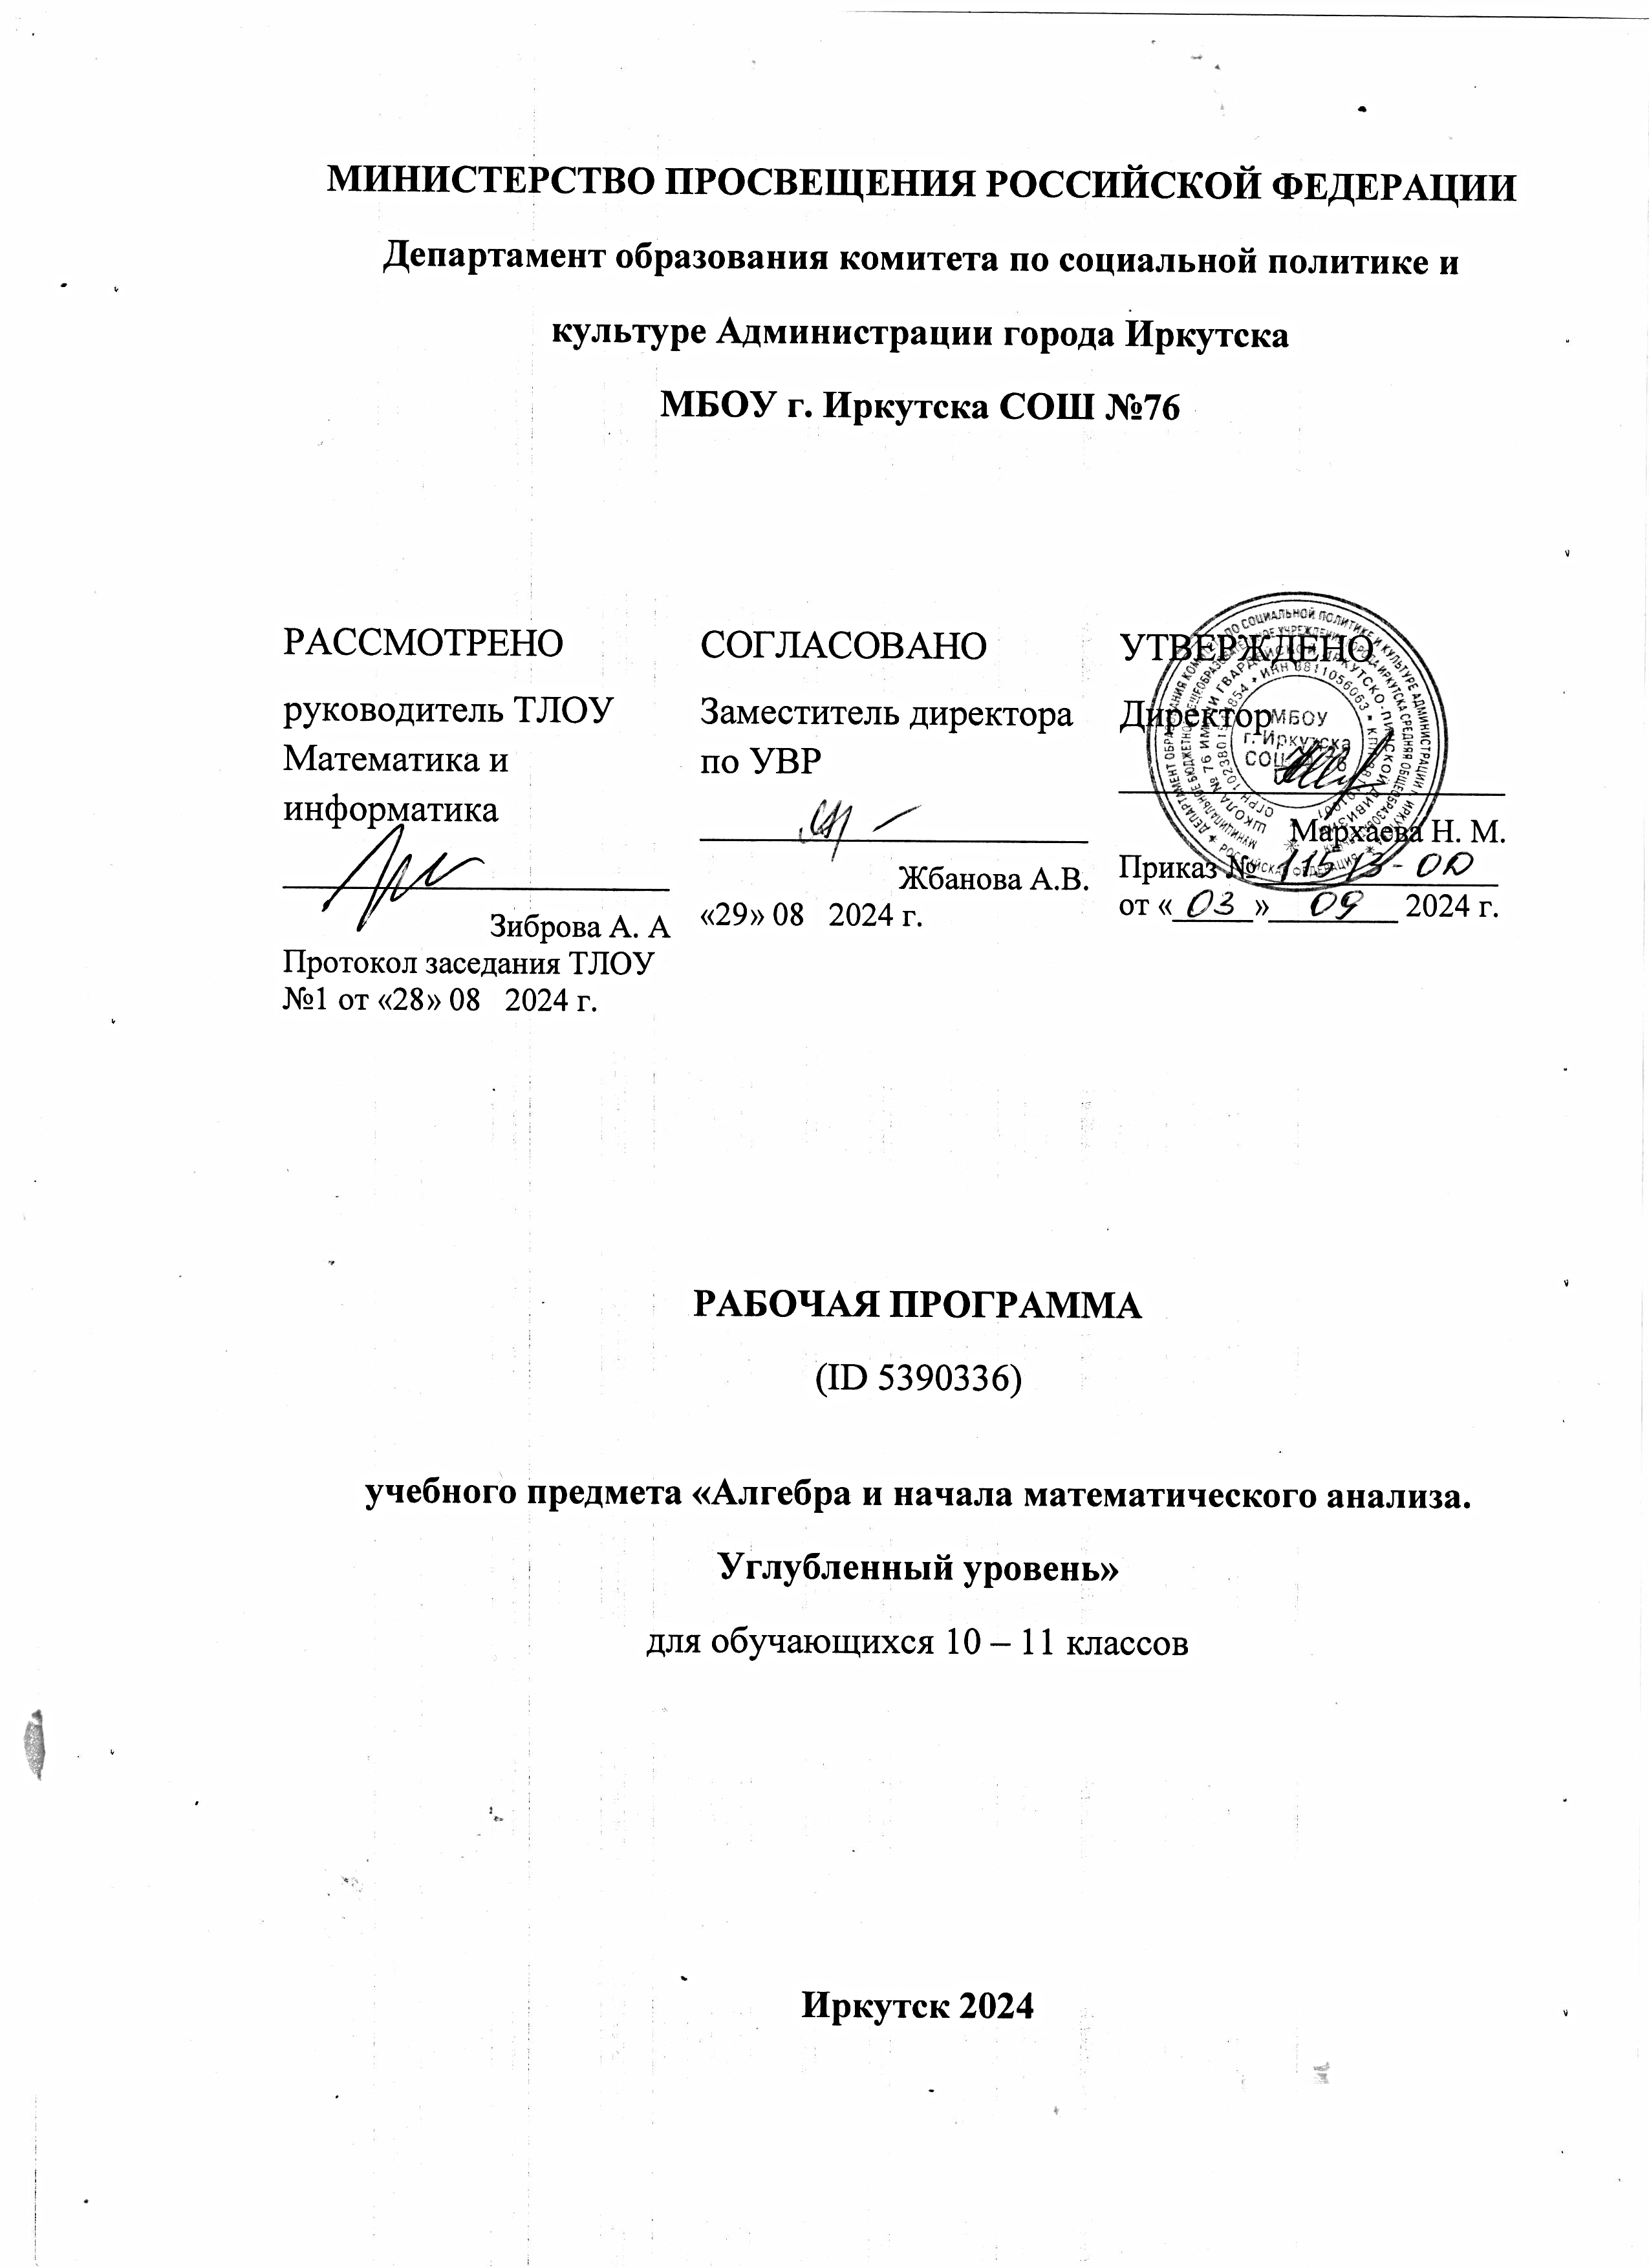 МИНИСТЕРСТВО ПРОСВЕЩЕНИЯ РОССИЙСКОЙ ФЕДЕРАЦИИ
Департамент образования комитета по социальной политике и
культуре Администрации города Иркутска
МБОУ г. Иркутска СОШ №76
РАССМОТРЕНО
руководитель ТЛОУ
Математика и
информатика
Зиброва А. А
Протокол заседания ТЛОУ
№1 от «28» 08 2024 г.
СОГЛАСОВАНО
Заместитель директора
по УВР
Жбанова А.В.
«29» 08 2024 г.
УТВЕРЖДЕНО
Директор
МБОУ
г. Иркутска
Мархаева Н. М.
Приказ №
от «03» 09 2024 г.
РАБОЧАЯ ПРОГРАММА
(ID 5390336)
учебного предмета «Алгебра и начала математического анализа.
Углубленный уровень»
для обучающихся 10 – 11 классов
Иркутск 2024